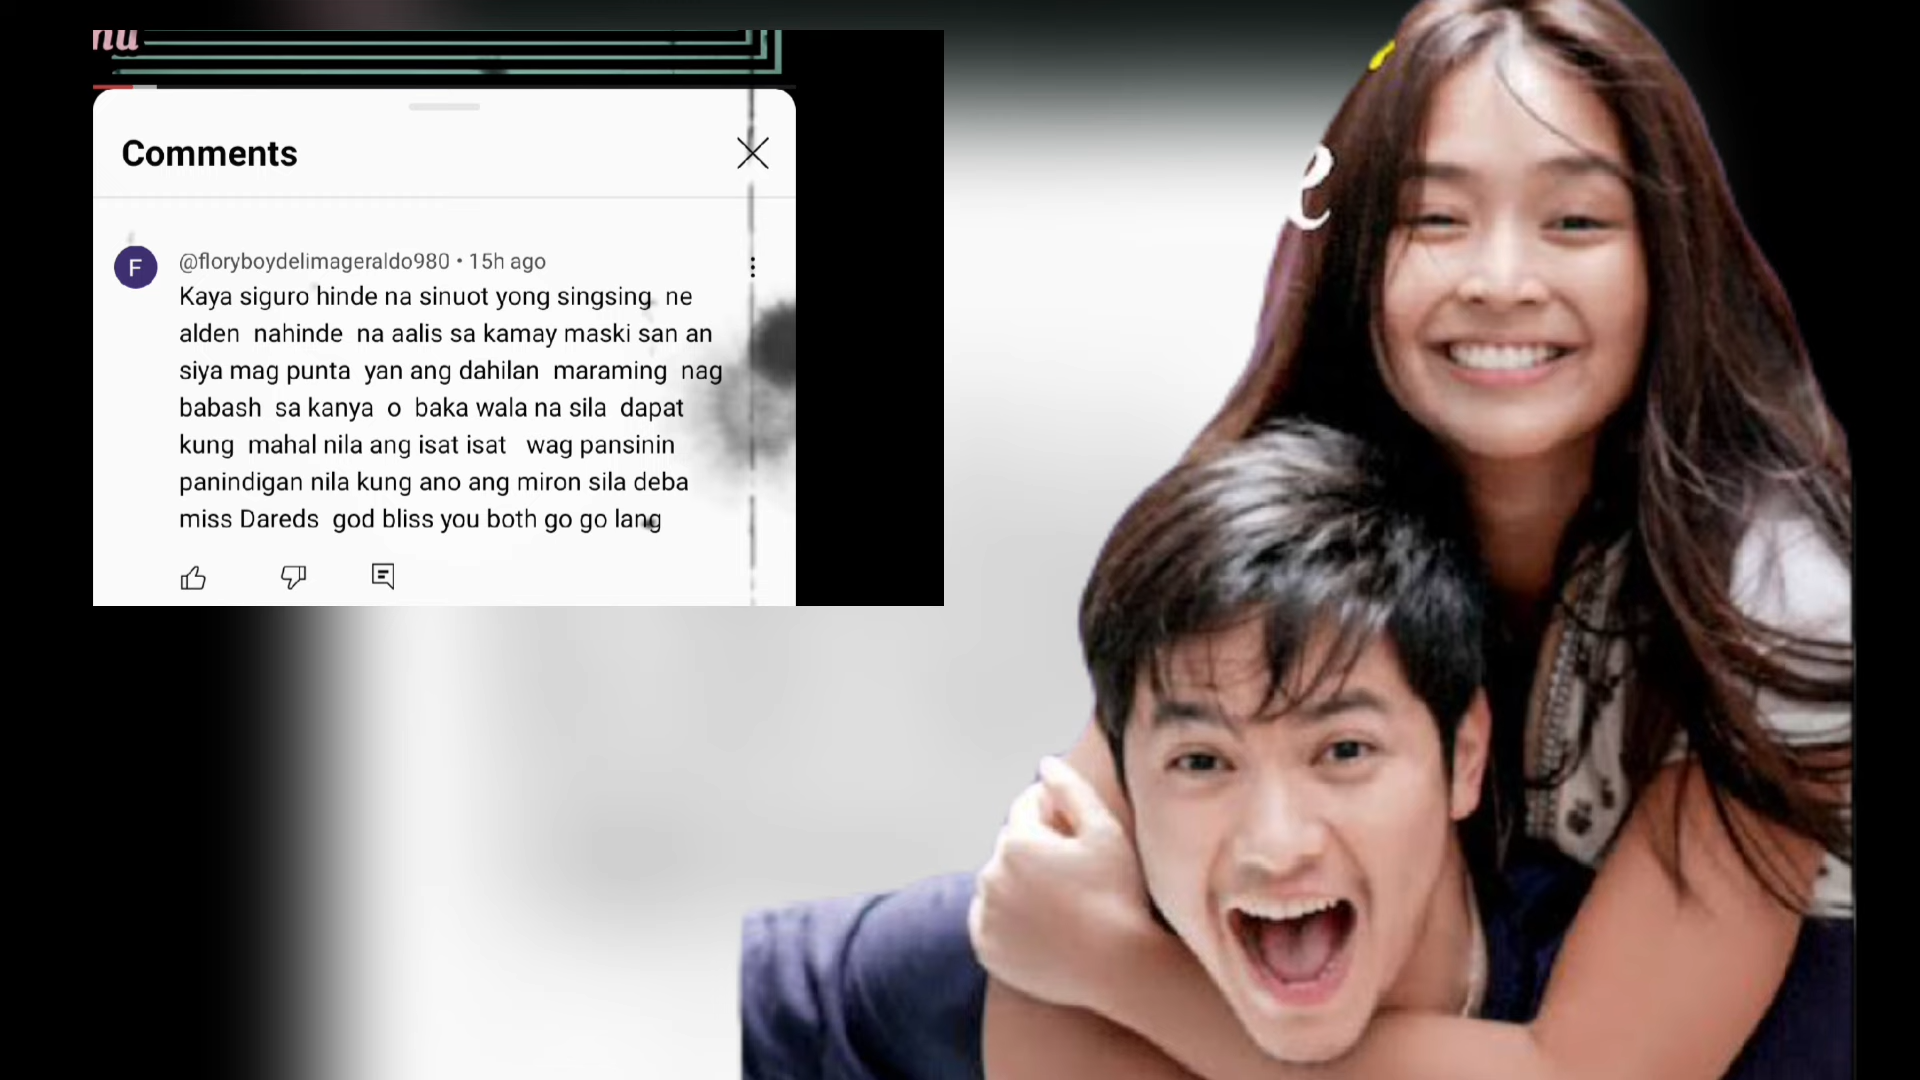 nu
Comments
F
@floryboydelimageraldo980 • 15h ago
Kaya siguro hinde na sinuot yong singsing ne
alden nahinde na aalis sa kamay maski san an
siya mag punta yan ang dahilan maraming nag
babash sa kanya o baka wala na sila dapat
kung mahal nila ang isat isat wag pansinin
panindigan nila kung ano ang miron sila deba
miss Dareds god bliss you both go go lang
e